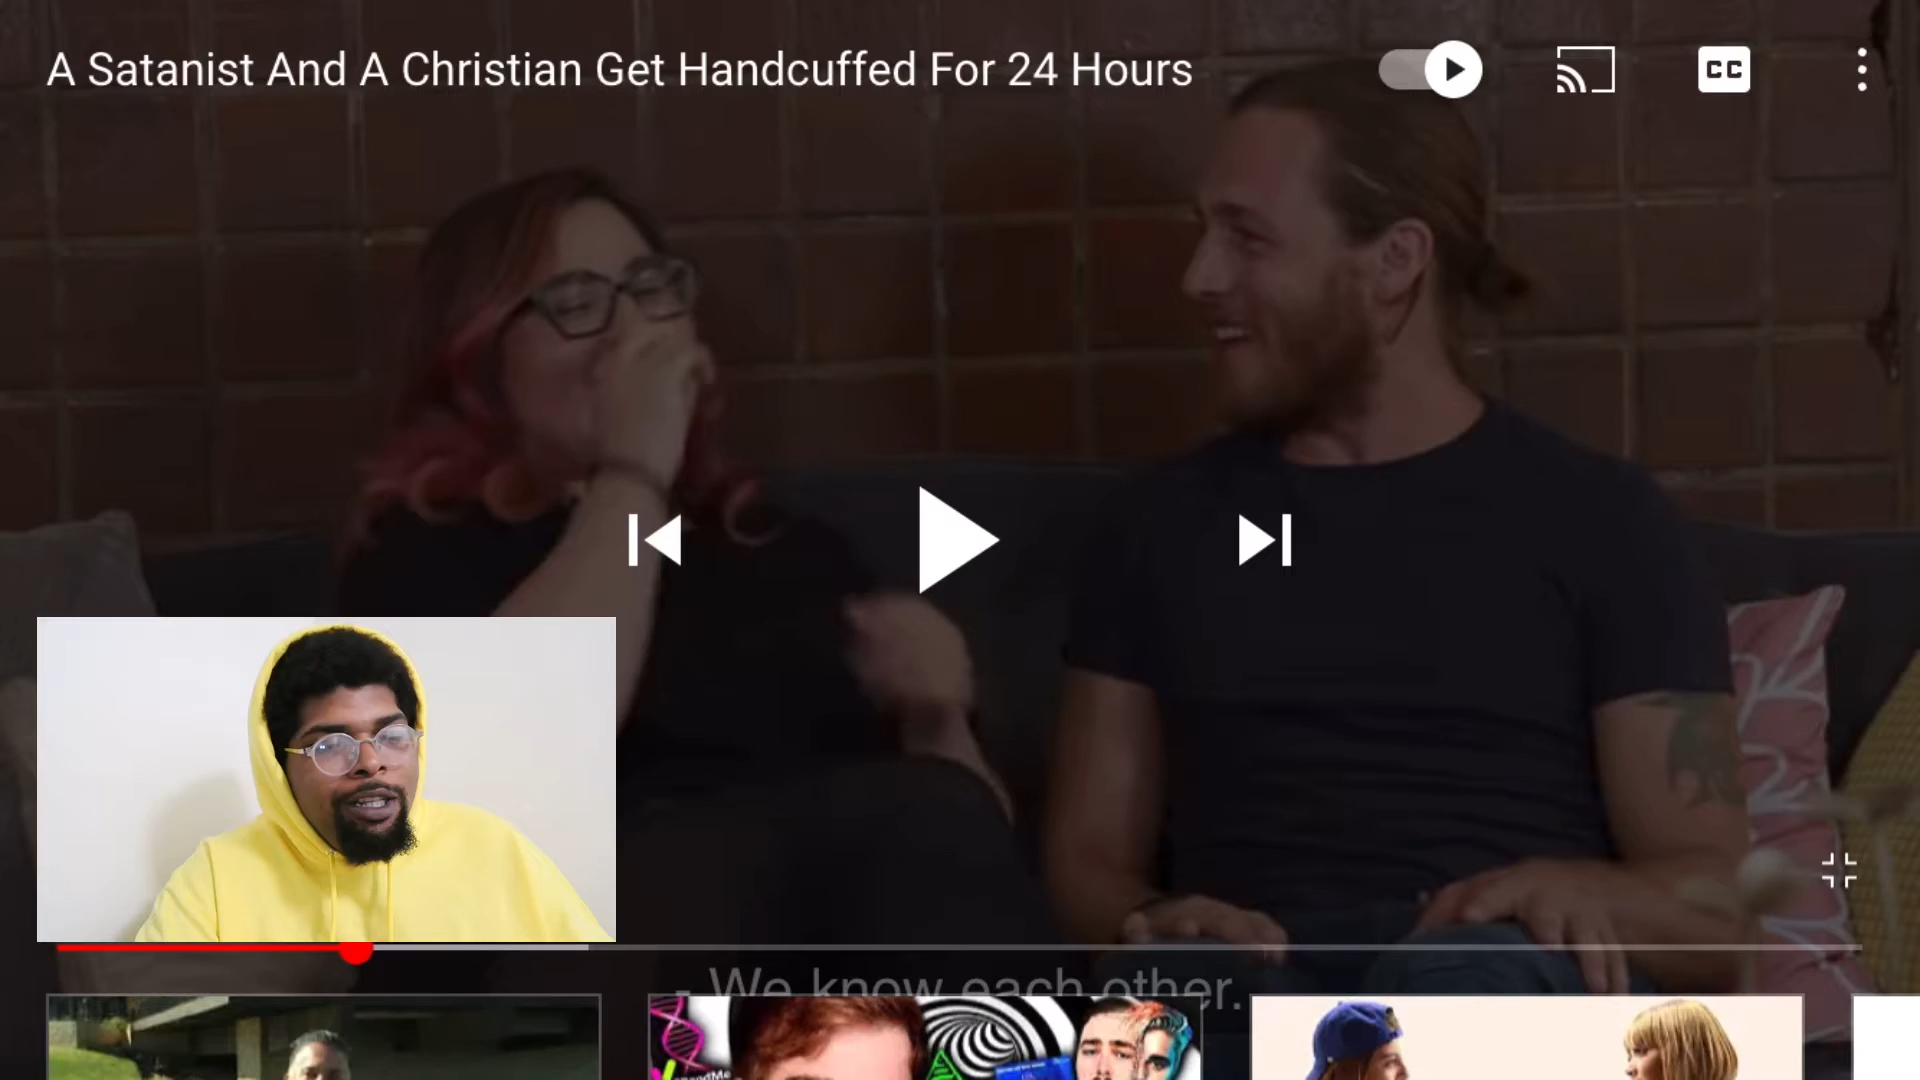 A Satanist And A Christian Get Handcuffed For 24 Hours
CC
- We know each other.